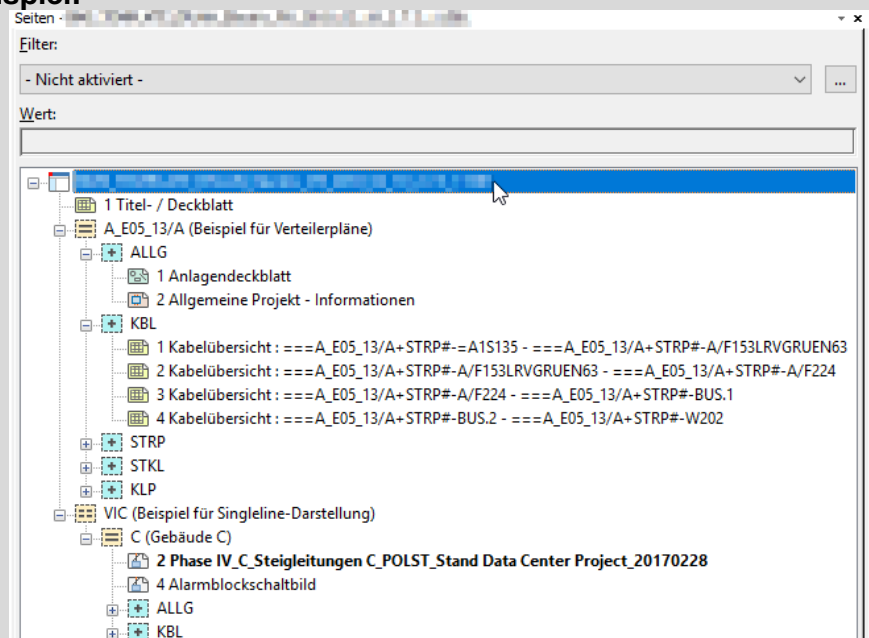 spiel:
Seiten -
Filter:
- Nicht aktiviert -
...
Wert:
1 Titel- / Deckblatt
A_E05_13/A (Beispiel für Verteilerpläne)
ALLG
1 Anlagendeckblatt
2 Allgemeine Projekt - Informationen
KBL
1 Kabelübersicht : ===A_E05_13/A+STRP#-=A1S135 - ===A_E05_13/A+STRP#-A/F153LRVGRUEN63
2 Kabelübersicht : ===A_E05_13/A+STRP#-A/F153LRVGRUEN63 - ===A_E05_13/A+STRP#-A/F224
3 Kabelübersicht : ===A_E05_13/A+STRP#-A/F224 - ===A_E05_13/A+STRP#-BUS.1
4 Kabelübersicht : ===A_E05_13/A+STRP#-BUS.2 - ===A_E05_13/A+STRP#-W202
STRP
STKL
KLP
VIC (Beispiel für Singleline-Darstellung)
C (Gebäude C)
2 Phase IV_C_Steigleitungen C_POLST_Stand Data Center Project_20170228
4 Alarmblockschaltbild
ALLG
KBL